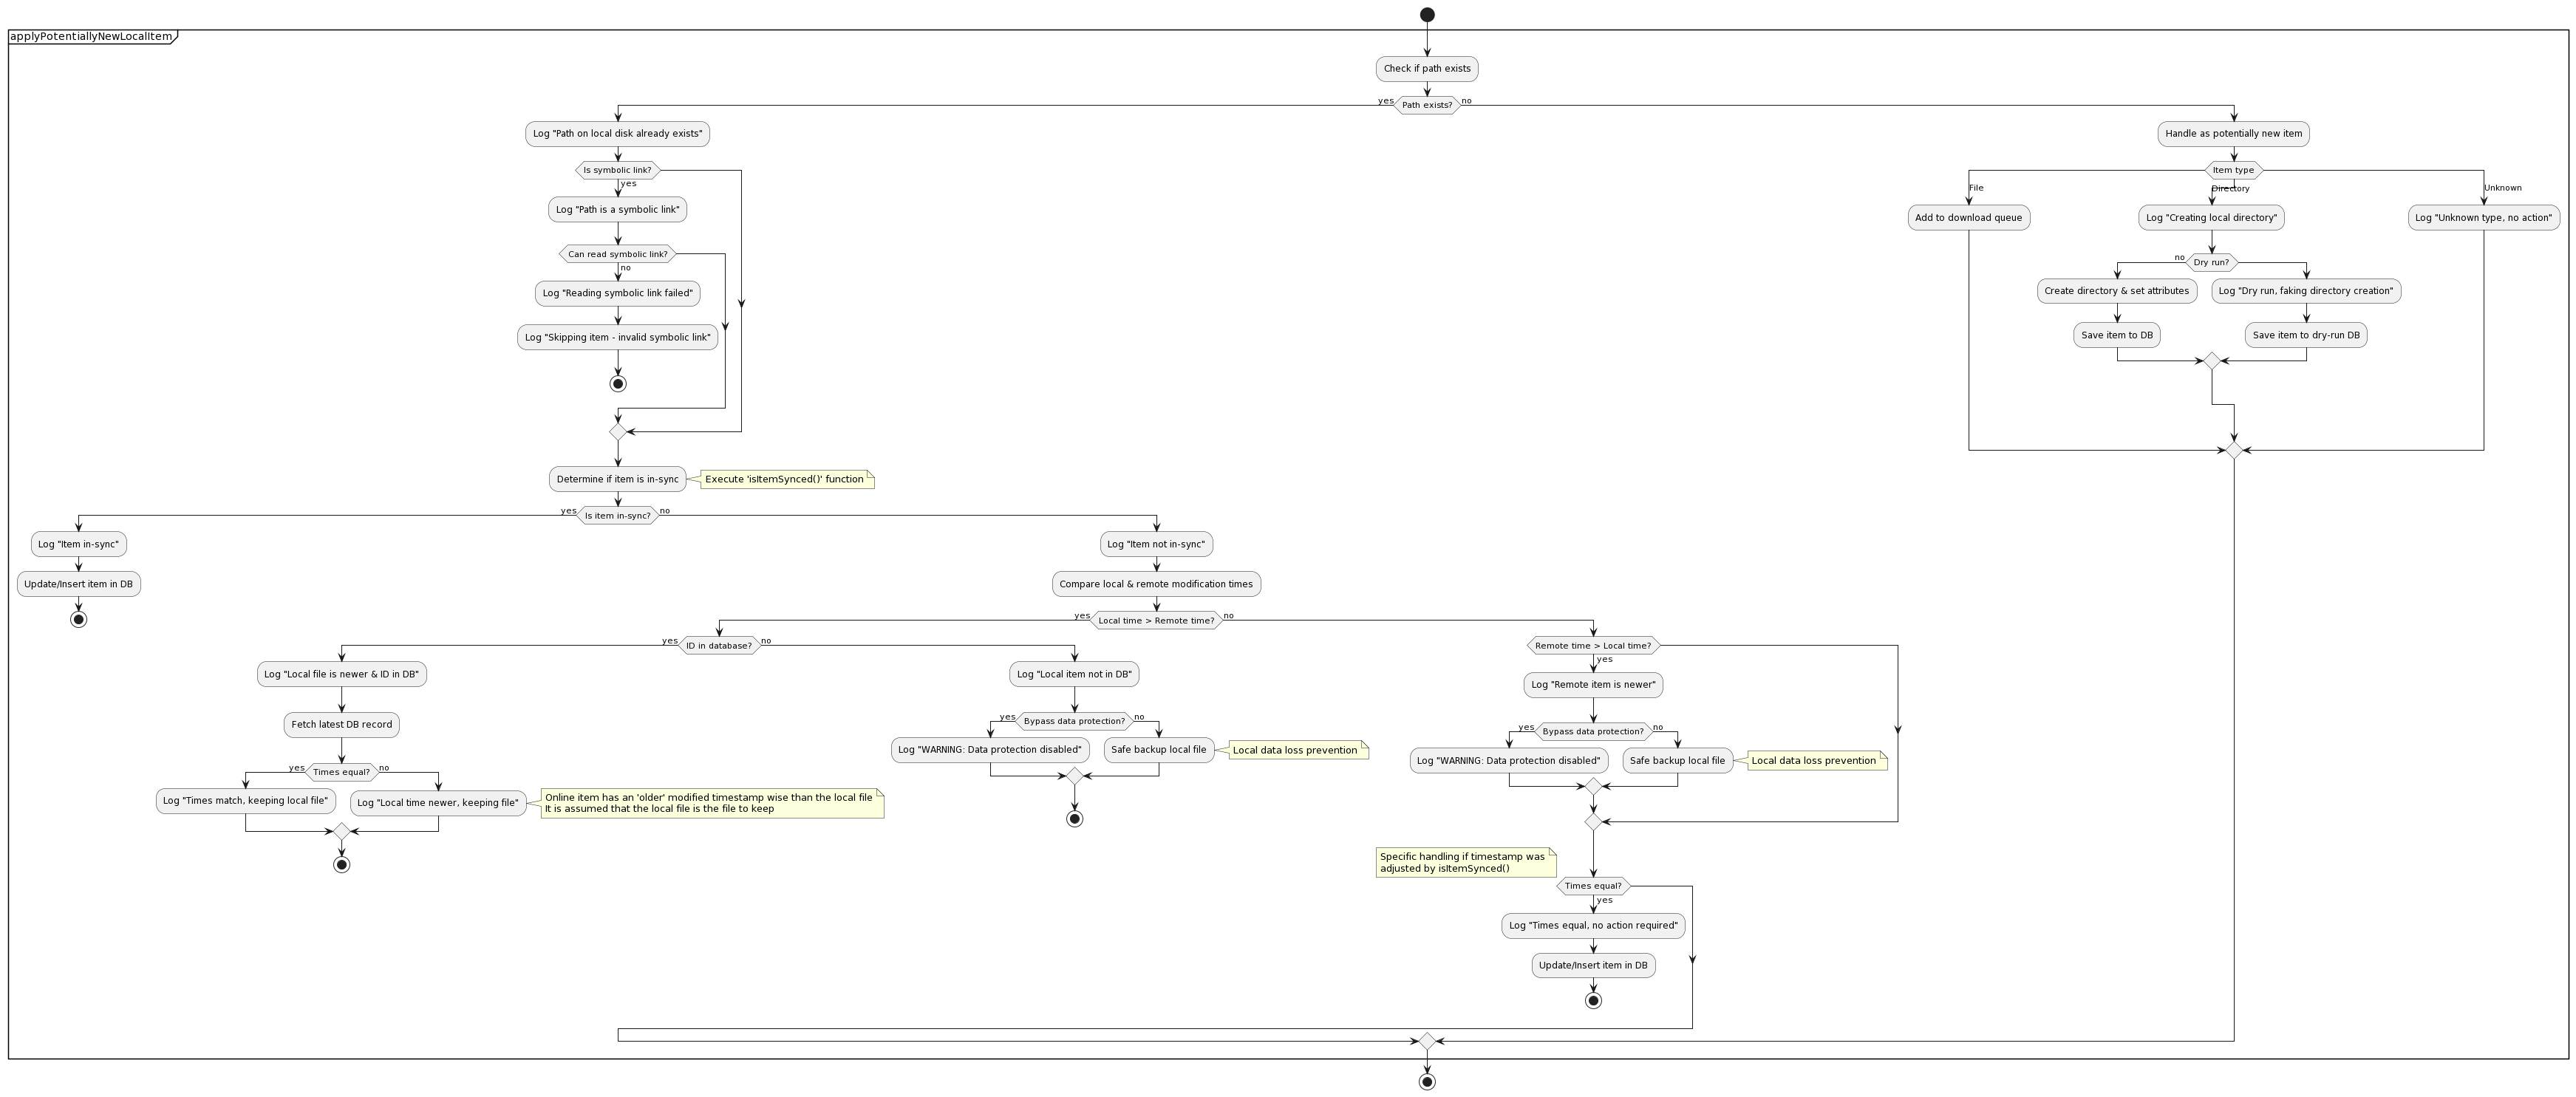 applyPotentiallyNewLocalItem
Check if path exists
Path exists?
yes
no
Log "Path on local disk already exists"
Is symbolic link?
yes
Log "Path is a symbolic link"
Can read symbolic link?
no
Log "Reading symbolic link failed"
Log "Skipping item - invalid symbolic link"
Determine if item is in-sync
Execute 'isItemSynced()' function
Is item in-sync?
yes
no
Log "Item in-sync"
Update/Insert item in DB
Log "Item not in-sync"
Compare local & remote modification times
Local time > Remote time?
yes
no
ID in database?
yes
no
Log "Local file is newer & ID in DB"
Fetch latest DB record
Times equal?
yes
no
Log "Times match, keeping local file"
Log "Local time newer, keeping file"
Online item has an 'older' modified timestamp wise than the local file
It is assumed that the local file is the file to keep
Log "Local item not in DB"
Bypass data protection?
yes
no
Log "WARNING: Data protection disabled"
Safe backup local file
Local data loss prevention
Remote time > Local time?
yes
Log "Remote item is newer"
Bypass data protection?
yes
no
Log "WARNING: Data protection disabled"
Safe backup local file
Local data loss prevention
Specific handling if timestamp was
adjusted by isItemSynced()
Times equal?
yes
Log "Times equal, no action required"
Update/Insert item in DB
Handle as potentially new item
Item type
File
Directory
Unknown
Add to download queue
Log "Creating local directory"
Log "Unknown type, no action"
Dry run?
no
Create directory & set attributes
Log "Dry run, faking directory creation"
Save item to DB
Save item to dry-run DB